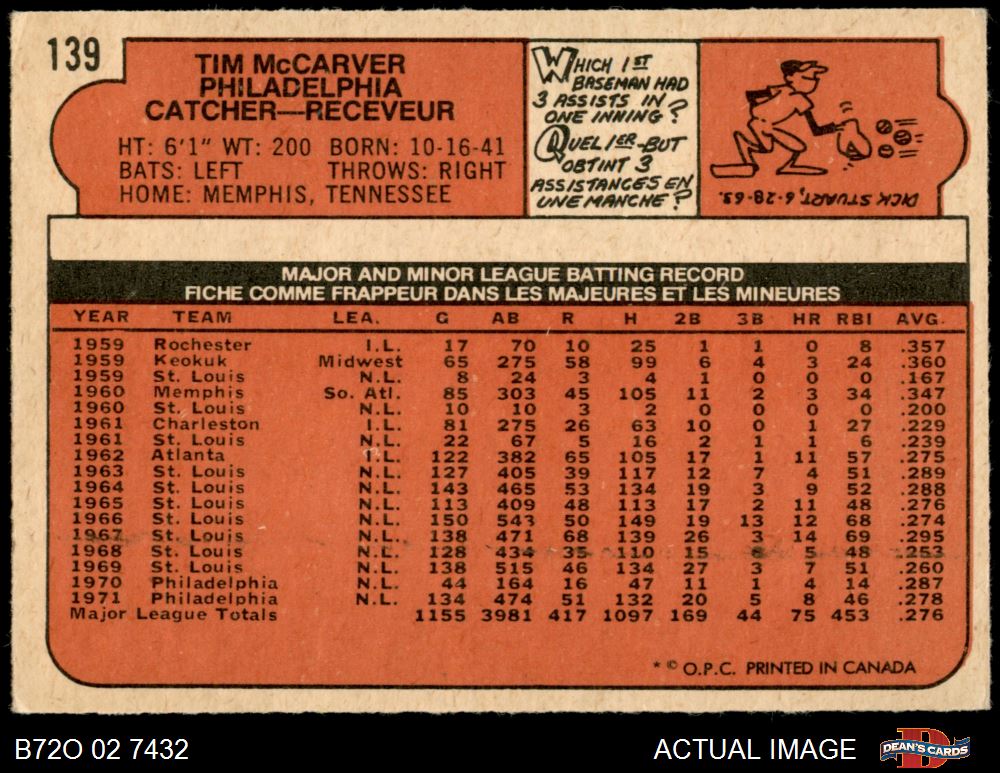 139
TIM McCARVER
PHILADELPHIA
CATCHER—RECEVEUR
HT: 6'1" WT: 200 BORN: 10-16-41
BATS: LEFT THROWS: RIGHT
HOME: MEMPHIS, TENNESSEE
WHICH 1ST
BASEMAN HAD
3 ASSISTS IN
ONE INNING?
QUEL 1ER-BUT
OBTINT 3
ASSISTANCES EN
UNE MANCHE?
DICK STUART, 6-28-63.
MAJOR AND MINOR LEAGUE BATTING RECORD
FICHE COMME FRAPPEUR DANS LES MAJEURES ET LES MINEURES
YEAR TEAM LEA. G AB R H 2B 3B HR RBI AVG.
1959 Rochester I.L. 17 70 10 25 1 1 0 8 .357
1959 Keokuk Midwest 65 275 58 99 6 4 3 24 .360
1959 St. Louis N.L. 8 24 3 4 1 0 0 0 .167
1960 Memphis So. Atl. 85 303 45 105 11 2 3 34 .347
1960 St. Louis N.L. 10 10 3 2 0 0 0 0 .200
1961 Charleston I.L. 81 275 26 63 10 0 1 27 .229
1961 St. Louis N.L. 22 67 5 16 2 1 1 6 .239
1962 Atlanta I.L. 122 382 65 105 17 1 11 57 .275
1963 St. Louis N.L. 127 405 39 117 12 7 4 51 .289
1964 St. Louis N.L. 143 465 53 134 19 3 9 52 .288
1965 St. Louis N.L. 113 409 48 113 17 2 11 48 .276
1966 St. Louis N.L. 150 543 50 149 19 13 12 68 .274
1967 St. Louis N.L. 138 471 68 139 26 3 14 69 .295
1968 St. Louis N.L. 128 434 35 110 15 6 5 48 .253
1969 St. Louis N.L. 138 515 46 134 27 3 7 51 .260
1970 Philadelphia N.L. 44 164 16 47 11 1 4 14 .287
1971 Philadelphia N.L. 134 474 51 132 20 5 8 46 .278
Major League Totals 1155 3981 417 1097 169 44 75 453 .276
* © O.P.C. PRINTED IN CANADA
B72O 02 7432
ACTUAL IMAGE
DEAN'S CARDS